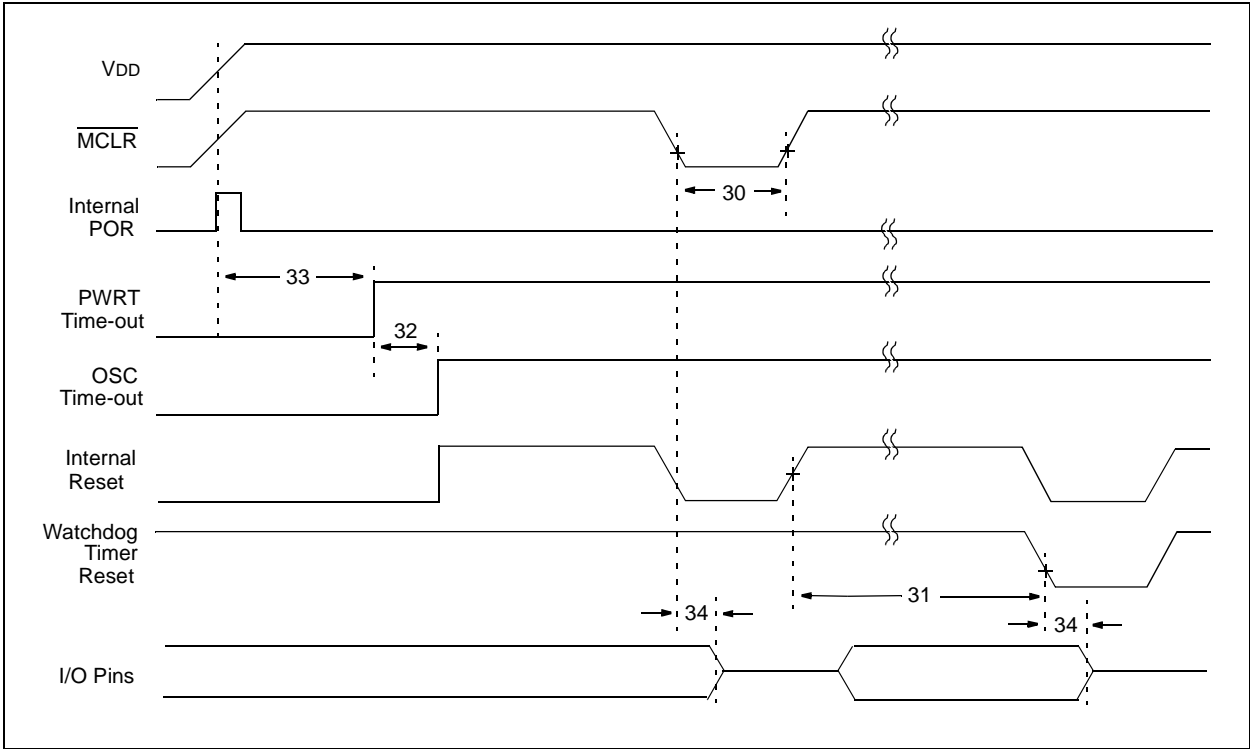 VDD
MCLR
30
Internal
POR
33
PWRT
Time-out
32
OSC
Time-out
Internal
Reset
Watchdog
Timer
Reset
31
34
34
I/O Pins